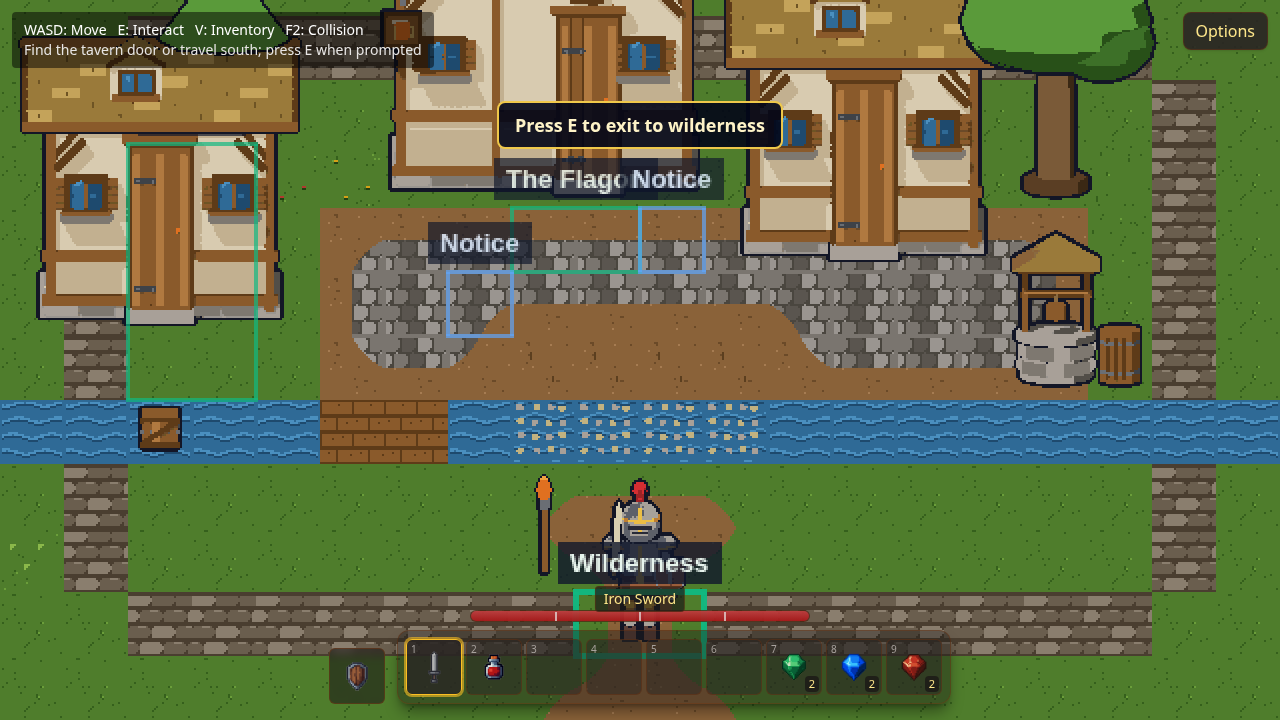 WASD: Move E: Interact V: Inventory F2: Collision
Find the tavern door or travel south; press E when prompted
Options
Press E to exit to wilderness
The Flago
Notice
Notice
Wilderness
Iron Sword
1 2 3 4 5 6 7 8 9
2 2 2